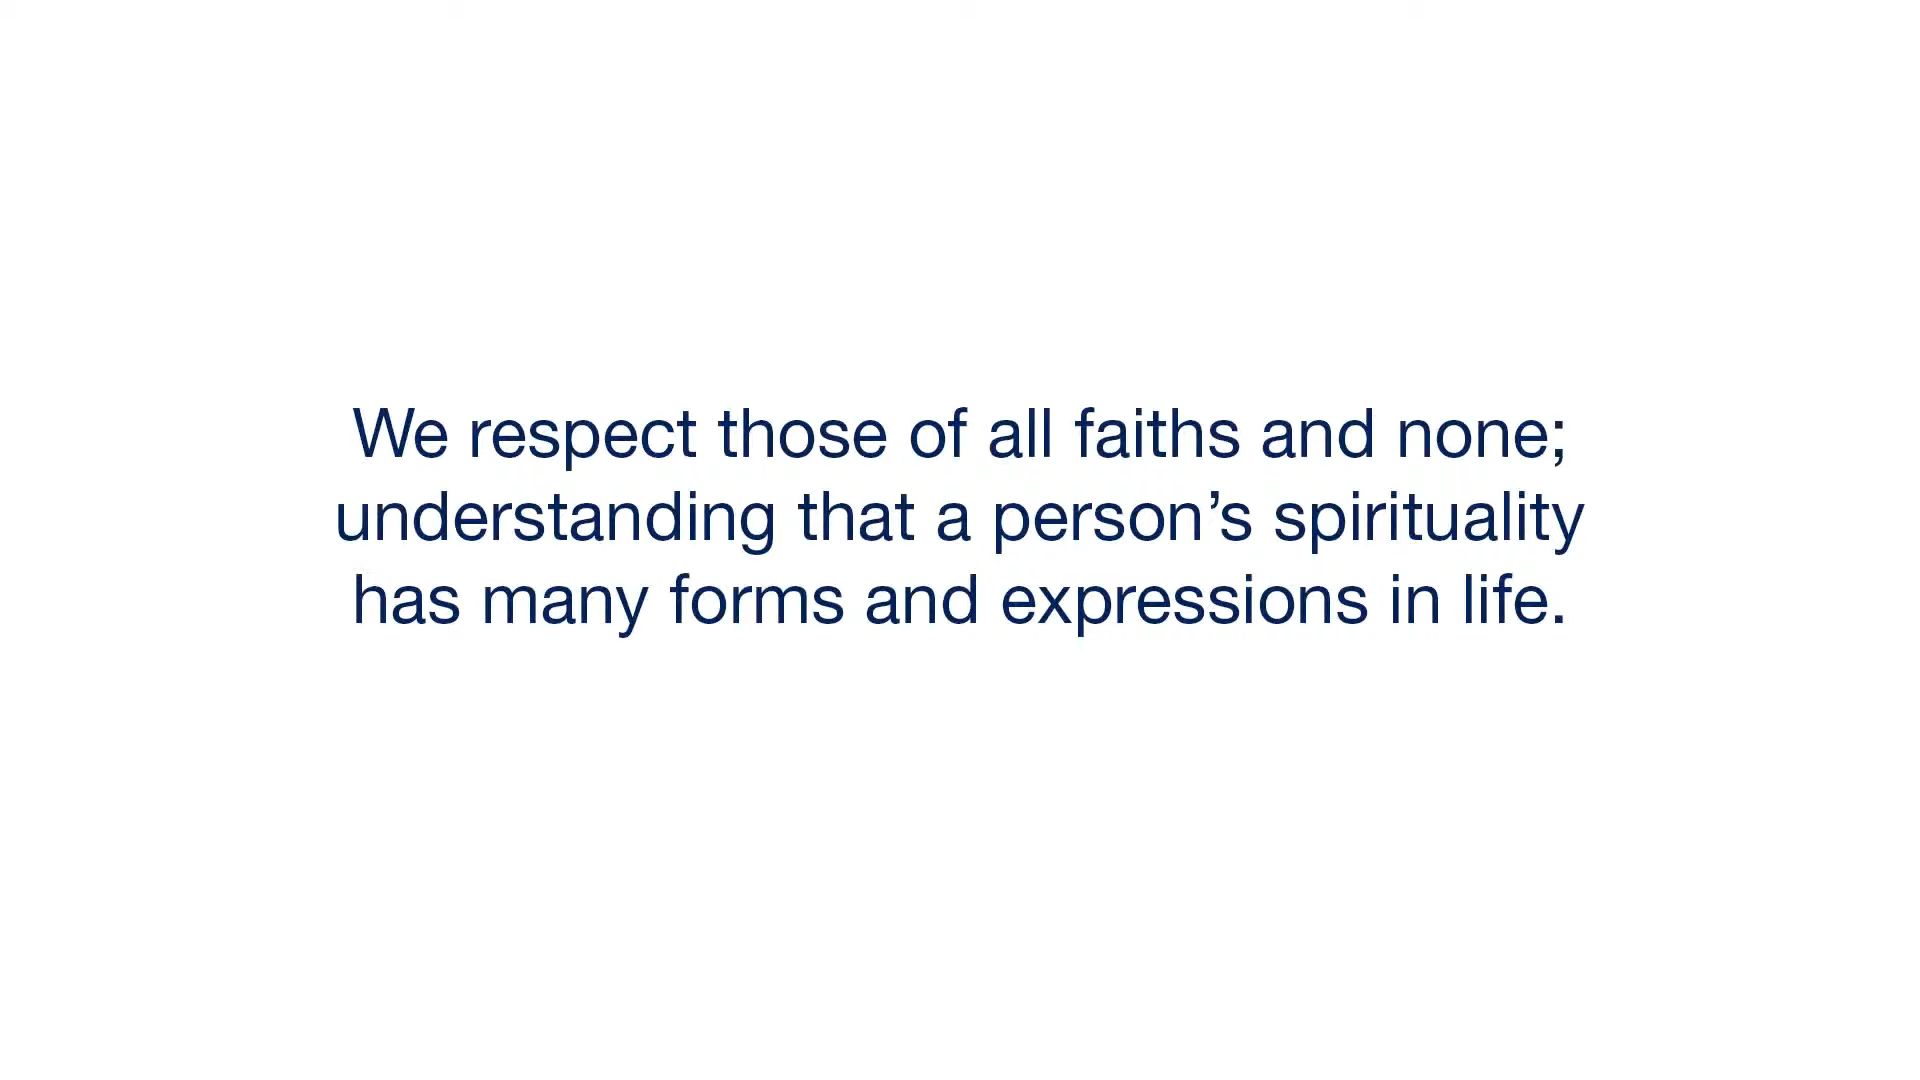 We respect those of all faiths and none;
understanding that a person’s spirituality
has many forms and expressions in life.